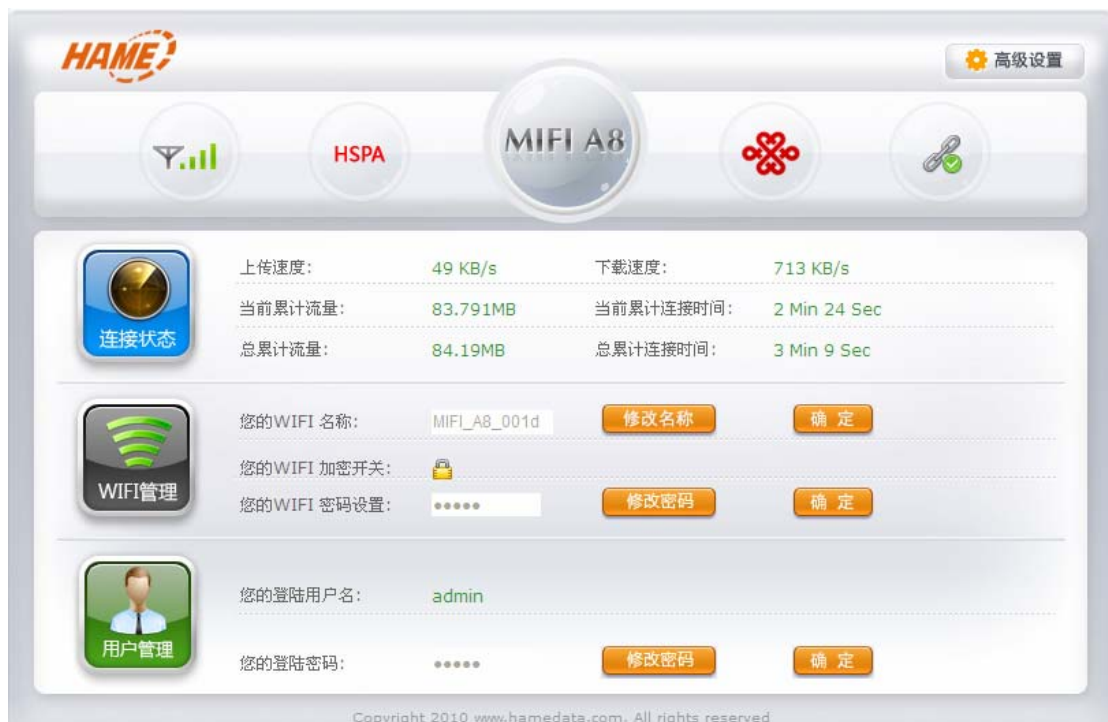 HAME
高级设置
HSPA
MIFI A8
连接状态
上传速度: 49 KB/s 下载速度: 713 KB/s
当前累计流量: 83.791MB 当前累计连接时间: 2 Min 24 Sec
总累计流量: 84.19MB 总累计连接时间: 3 Min 9 Sec
WIFI管理
您的WIFI 名称: MIFI_A8_001d 修改名称 确 定
您的WIFI 加密开关:
您的WIFI 密码设置: ●●●●● 修改密码 确 定
用户管理
您的登陆用户名: admin
您的登陆密码: ●●●●● 修改密码 确 定
Copyright 2010 www.hamedata.com. All rights reserved